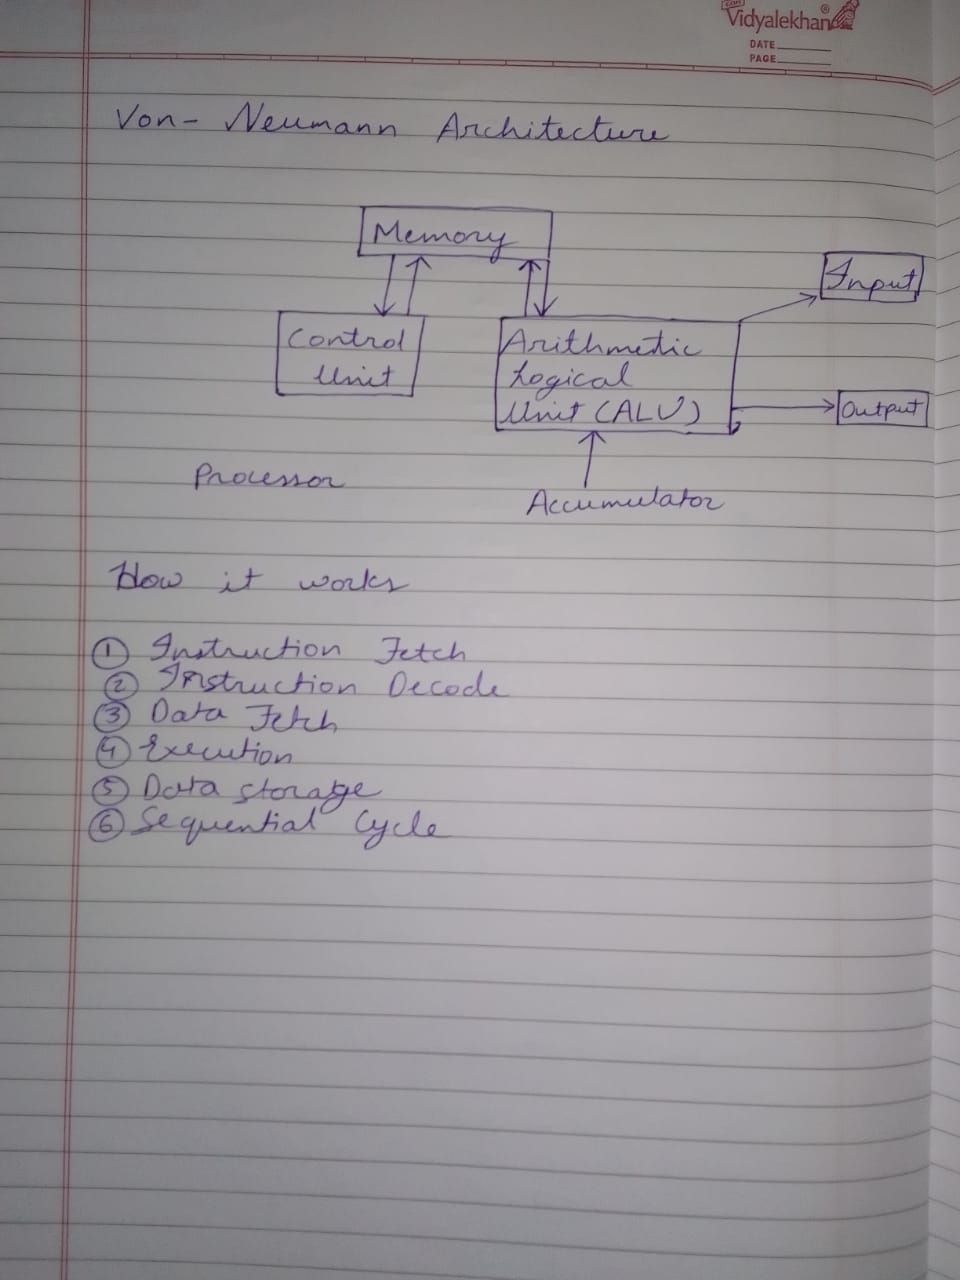 Vidyalekhan
DATE
PAGE
Von- Neumann Architecture
Memory
Input
Control
Unit
Arithmetic
Logical
Unit (ALU)
Output
Processor
Accumulator
How it works
① Instruction Fetch
② Instruction Decode
③ Data Fetch
④ Execution
⑤ Data storage
⑥ Sequential Cycle